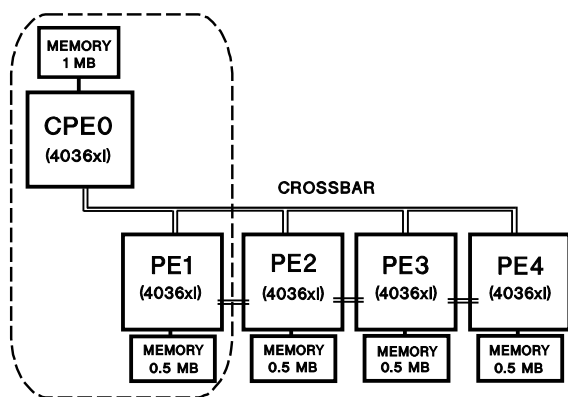 MEMORY
1 MB
CPE0
(4036xl)
CROSSBAR
PE1
(4036xl)
PE2
(4036xl)
PE3
(4036xl)
PE4
(4036xl)
MEMORY
0.5 MB
MEMORY
0.5 MB
MEMORY
0.5 MB
MEMORY
0.5 MB